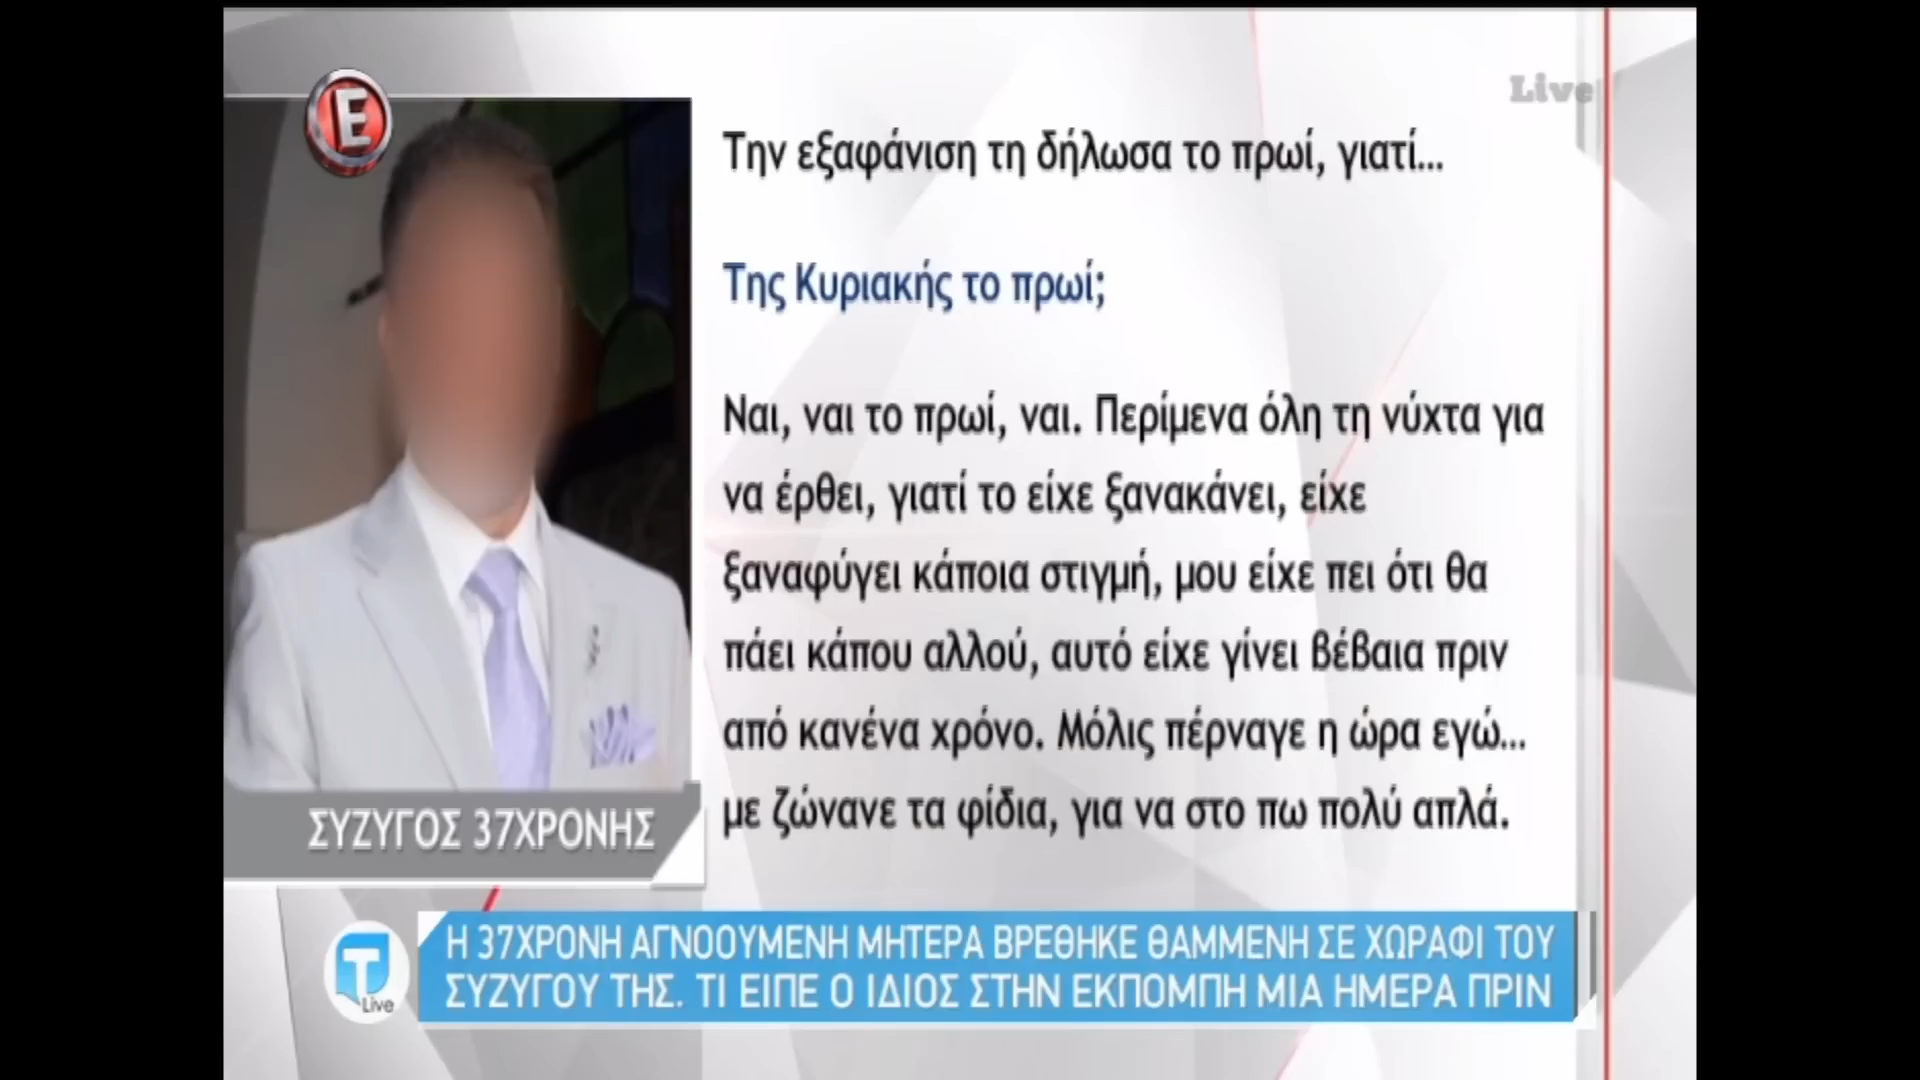 E
Live
Την εξαφάνιση τη δήλωσα το πρωί, γιατί...
Της Κυριακής το πρωί;
Ναι, ναι το πρωί, ναι. Περίμενα όλη τη νύχτα για
να έρθει, γιατί το είχε ξανακάνει, είχε
ξαναφύγει κάποια στιγμή, μου είχε πει ότι θα
πάει κάπου αλλού, αυτό είχε γίνει βέβαια πριν
από κανένα χρόνο. Μόλις πέρναγε η ώρα εγώ...
με ζώνανε τα φίδια, για να στο πω πολύ απλά.
ΣΥΖΥΓΟΣ 37ΧΡΟΝΗΣ
T
Live
Η 37ΧΡΟΝΗ ΑΓΝΟΟΥΜΕΝΗ ΜΗΤΕΡΑ ΒΡΕΘΗΚΕ ΘΑΜΜΕΝΗ ΣΕ ΧΩΡΑΦΙ ΤΟΥ
ΣΥΖΥΓΟΥ ΤΗΣ. ΤΙ ΕΙΠΕ Ο ΙΔΙΟΣ ΣΤΗΝ ΕΚΠΟΜΠΗ ΜΙΑ ΗΜΕΡΑ ΠΡΙΝ